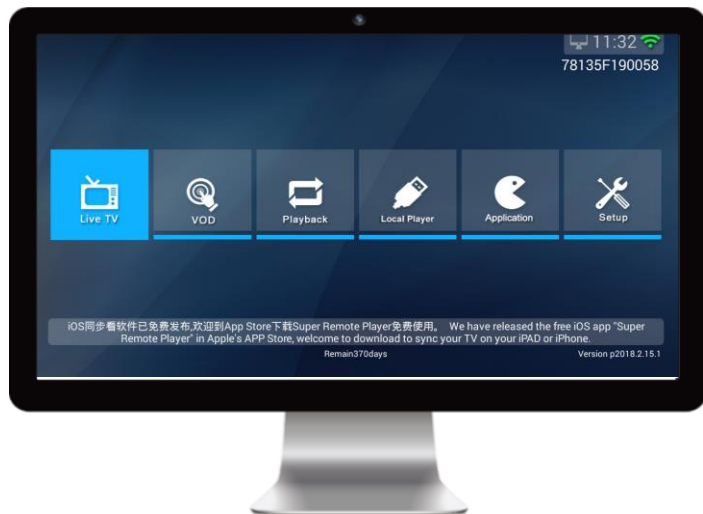 11:32
78135F190058
Live TV
VOD
Playback
Local Player
Application
Setup
iOS同步看软件已免费发布,欢迎到App Store下载Super Remote Player免费使用。 We have released the free iOS app "Super
Remote Player" in Apple's APP Store, welcome to download to sync your TV on your iPAD or iPhone.
Remain370days
Version p2018.2.15.1